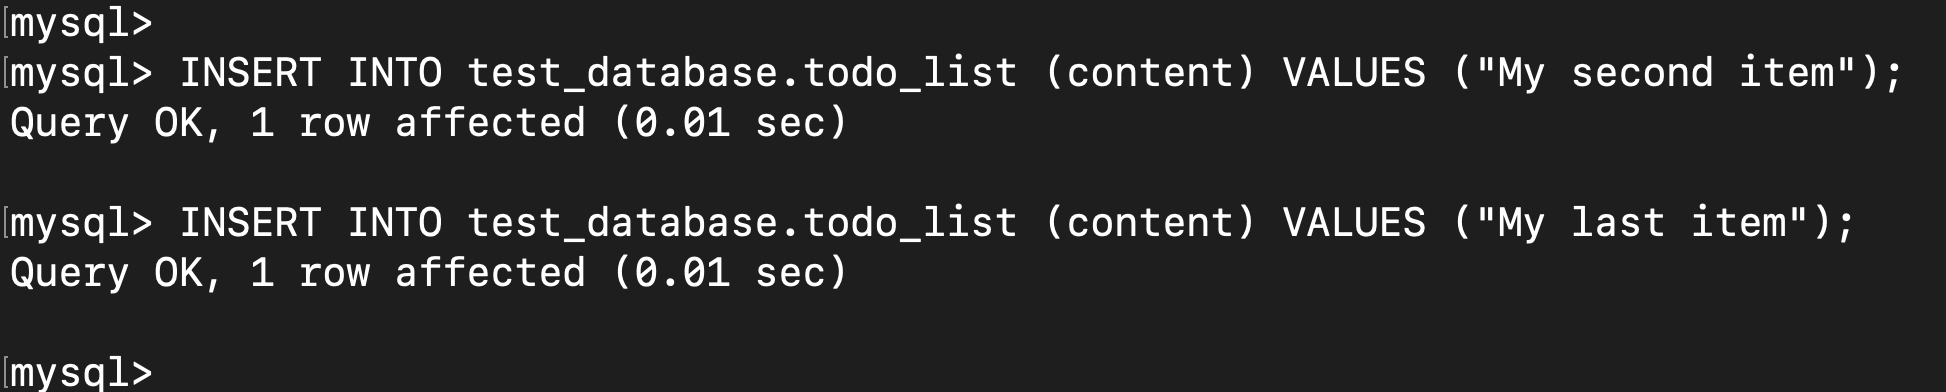 mysql>
mysql> INSERT INTO test_database.todo_list (content) VALUES ("My second item");
Query OK, 1 row affected (0.01 sec)
mysql> INSERT INTO test_database.todo_list (content) VALUES ("My last item");
Query OK, 1 row affected (0.01 sec)
mysql>